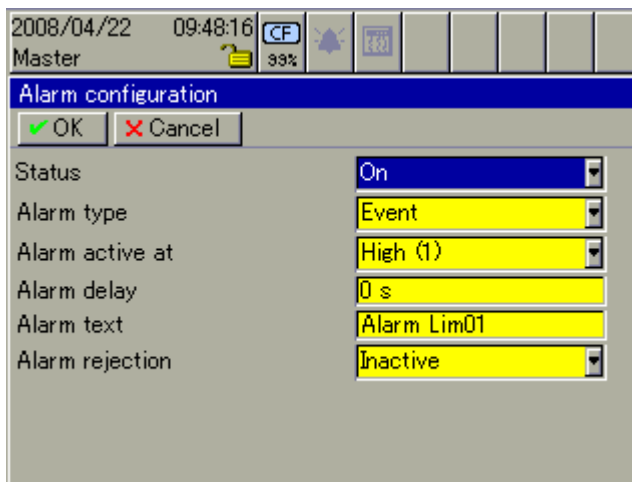 2008/04/22 09:48:16 CF
Master 99%
Alarm configuration
OK Cancel
Status On
Alarm type Event
Alarm active at High (1)
Alarm delay 0 s
Alarm text Alarm Lim01
Alarm rejection Inactive